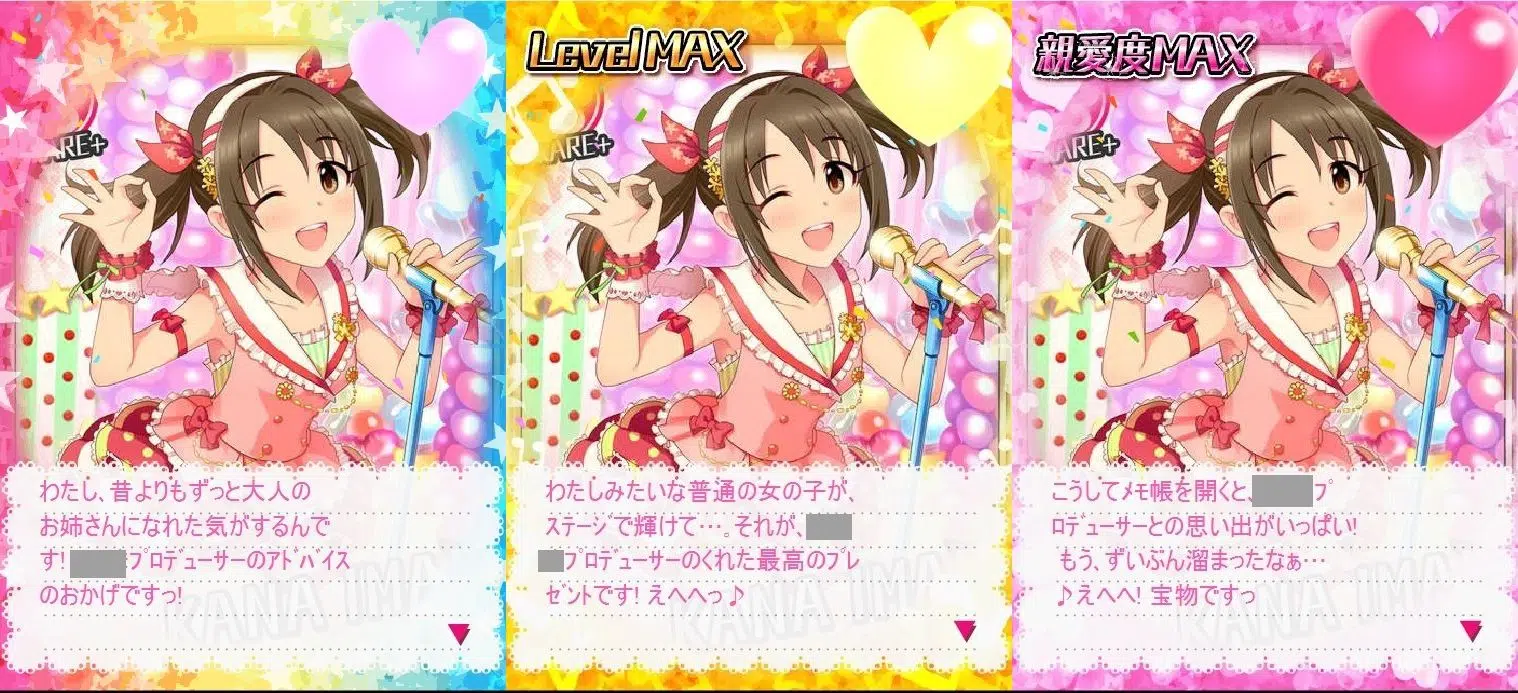 ARE+
わたし、昔よりもずっと大人の
お姉さんになれた気がするんで
す! プロデューサーのアドバイス
のおかげですっ!
Level MAX
ARE+
わたしみたいな普通の女の子が、
ステージで輝けて…。それが、
プロデューサーのくれた最高のプレ
ゼントです! えへへっ♪
親愛度MAX
ARE+
こうしてメモ帳を開くと、プ
ロデューサーとの思い出がいっぱい!
もう、ずいぶん溜まったなぁ…
♪えへへ! 宝物ですっ